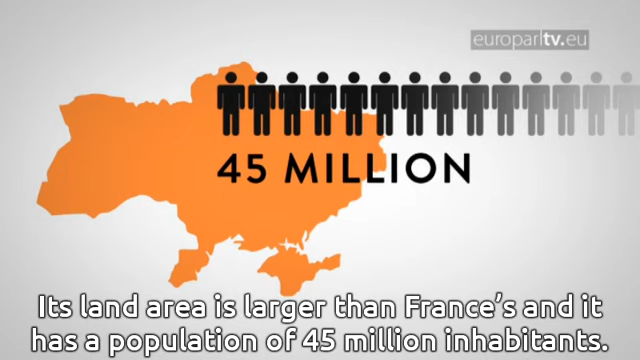 europarltv.eu
45 MILLION
Its land area is larger than France's and it
has a population of 45 million inhabitants.